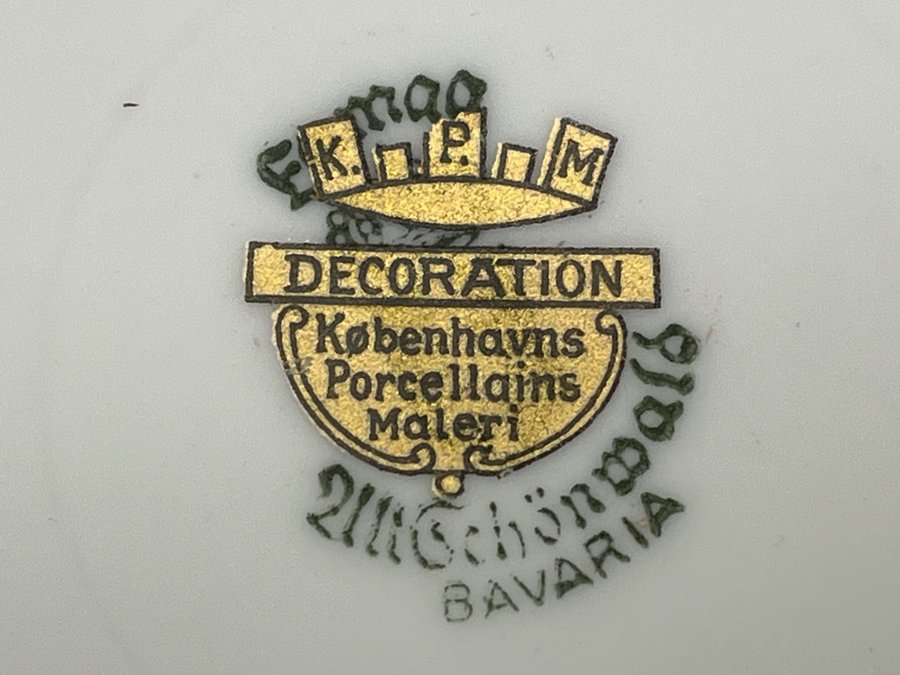 K. P. M
DECORATION
Københavns
Porcellains
Maleri
Alt Schönwald
BAVARIA